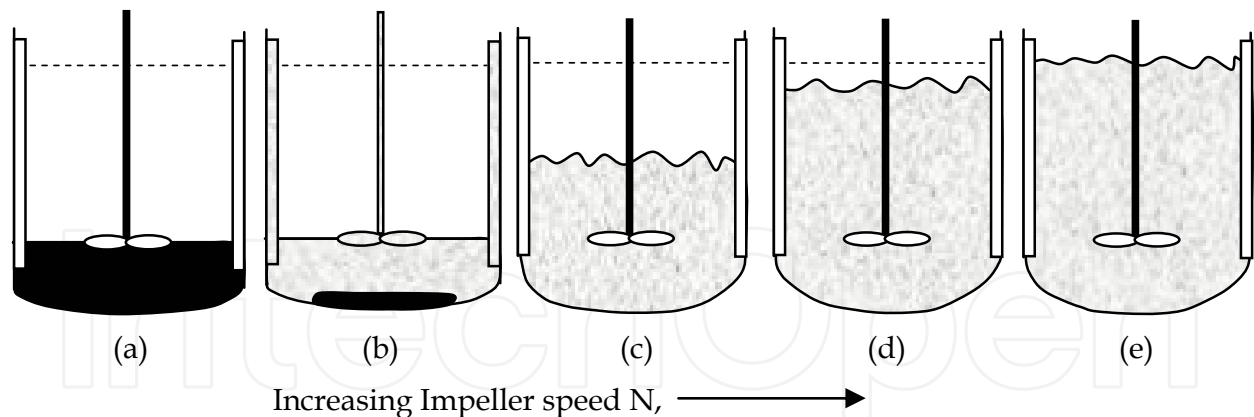 IntechOpen
(a) (b) (c) (d) (e)
Increasing Impeller speed N,